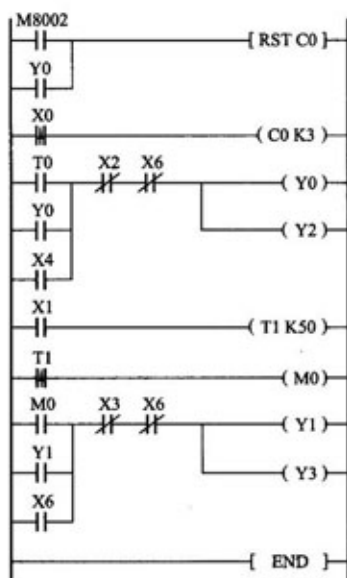 M8002
RST C0
Y0
X0
C0 K3
T0 X2 X6
Y0
Y0
Y2
X4
X1
T1 K50
T1
M0
M0 X3 X6
Y1
Y1
Y3
X6
END